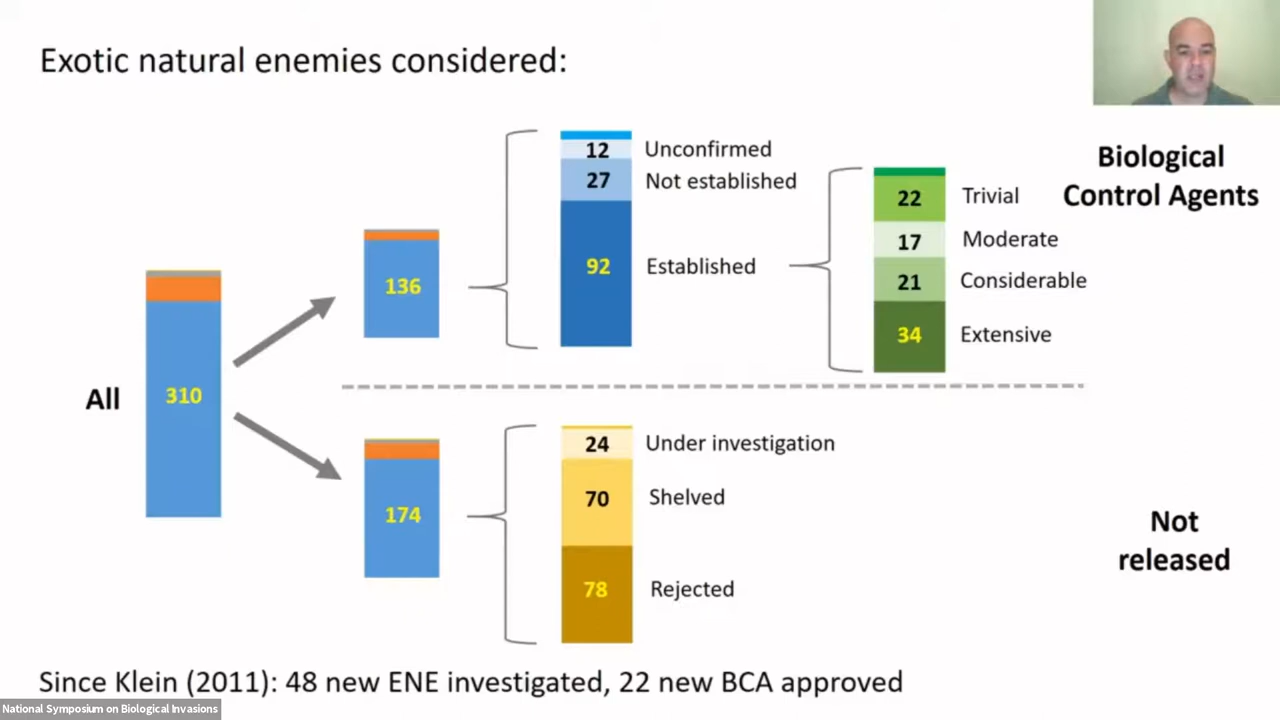 Exotic natural enemies considered:
Biological
Control Agents
12 Unconfirmed
27 Not established
92 Established
22 Trivial
17 Moderate
21 Considerable
34 Extensive
136
All 310
174
24 Under investigation
70 Shelved
78 Rejected
Not
released
Since Klein (2011): 48 new ENE investigated, 22 new BCA approved
National Symposium on Biological Invasions